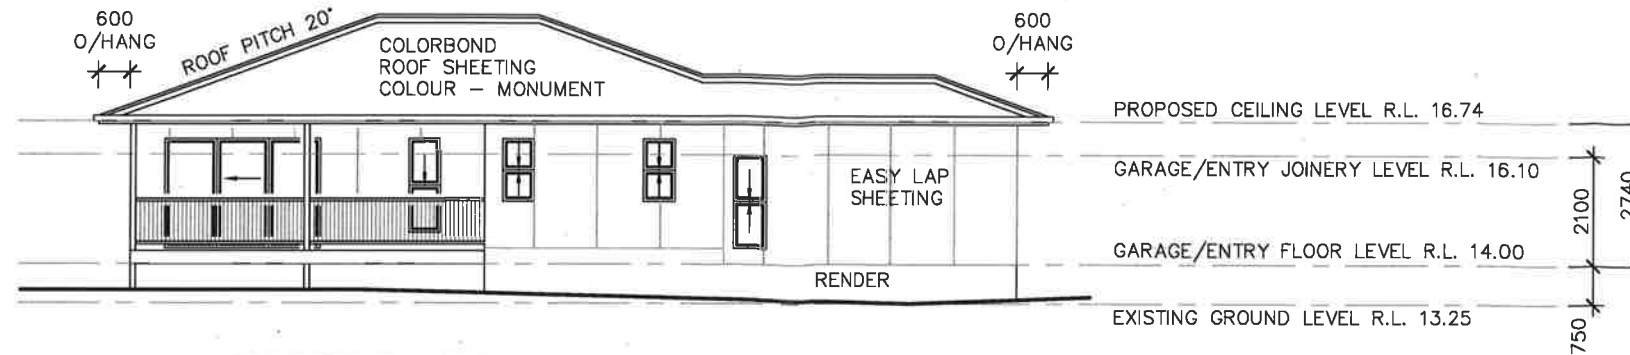 600
O/HANG
ROOF PITCH 20°
COLORBOND
ROOF SHEETING
COLOUR – MONUMENT
600
O/HANG
PROPOSED CEILING LEVEL R.L. 16.74
GARAGE/ENTRY JOINERY LEVEL R.L. 16.10
EASY LAP
SHEETING
2100
2740
GARAGE/ENTRY FLOOR LEVEL R.L. 14.00
RENDER
EXISTING GROUND LEVEL R.L. 13.25
750